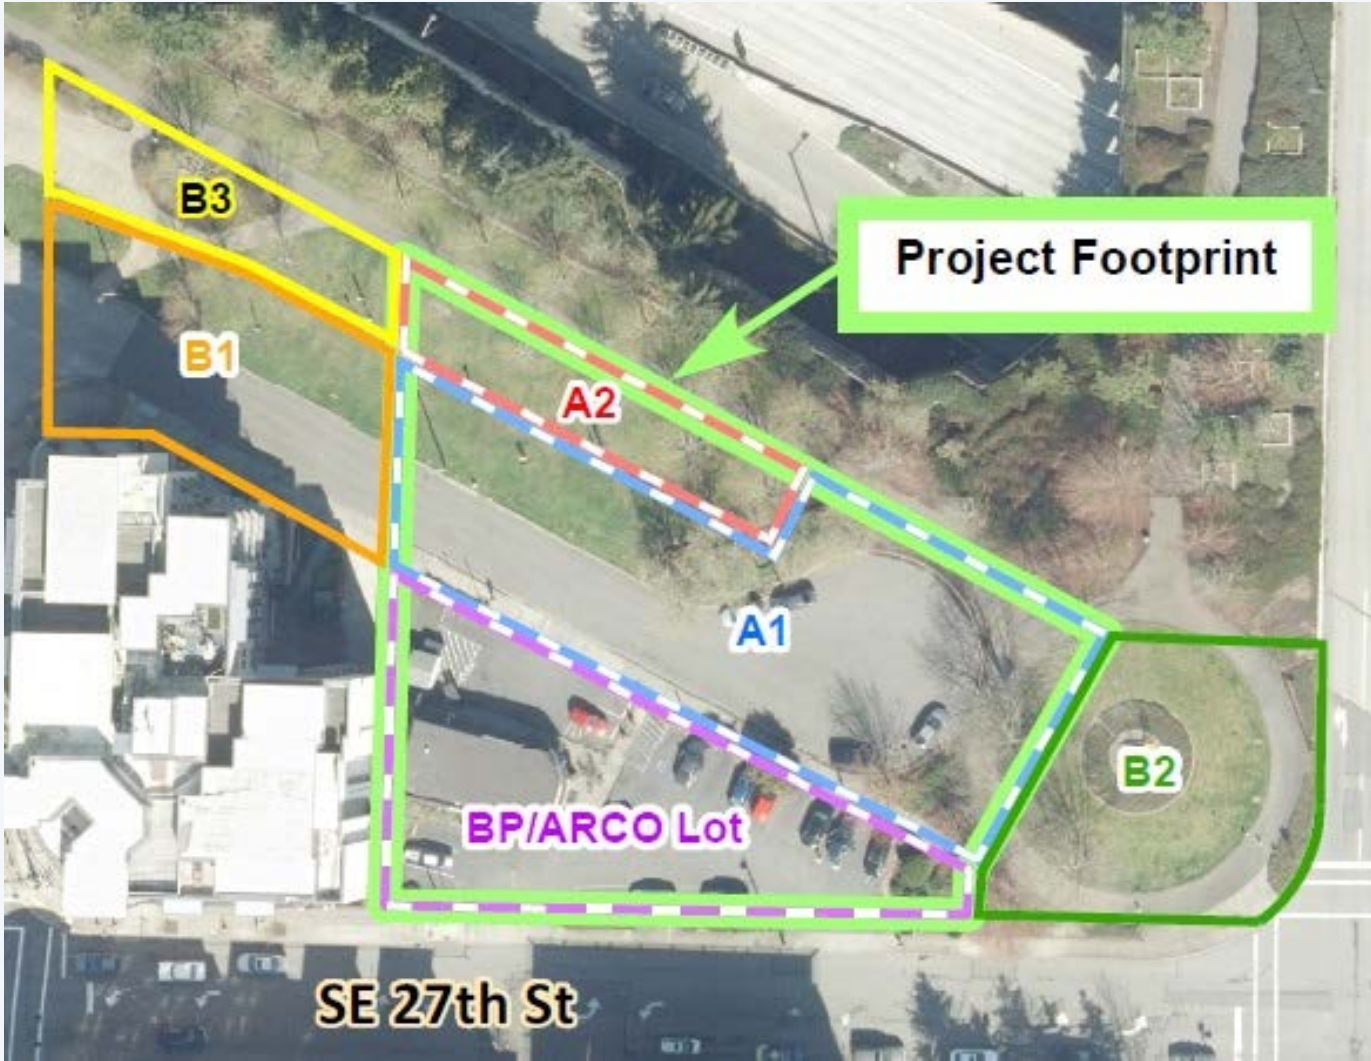 B3
Project Footprint
B1
A2
A1
B2
BP/ARCO Lot
SE 27th St